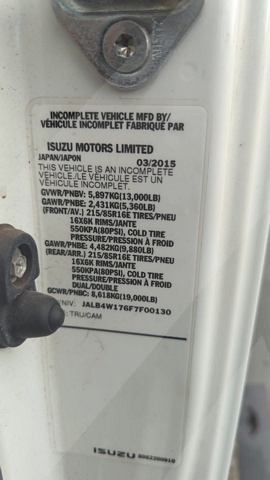 INCOMPLETE VEHICLE MFD BY/
VÉHICULE INCOMPLET FABRIQUÉ PAR
ISUZU MOTORS LIMITED
JAPAN/JAPON 03/2015
THIS VEHICLE IS AN INCOMPLETE
VEHICLE/LE VÉHICULE EST UN
VÉHICULE INCOMPLET.
GVWR/PNBV: 5,897KG(13,000LB)
GAWR/PNBE: 2,431KG(5,360LB)
(FRONT/AV.) 215/85R16E TIRES/PNEU
16X6K RIMS/JANTE
550KPA(80PSI), COLD TIRE
PRESSURE/PRESSION À FROID
GAWR/PNBE: 4,482KG(9,880LB)
(REAR/ARR.) 215/85R16E TIRES/PNEU
16X6K RIMS/JANTE
550KPA(80PSI), COLD TIRE
PRESSURE/PRESSION À FROID
DUAL/DOUBLE
GCWR/PNBC: 8,618KG(19,000LB)
/NIV: JALB4W176F7F00130
: TRU/CAM
ISUZU